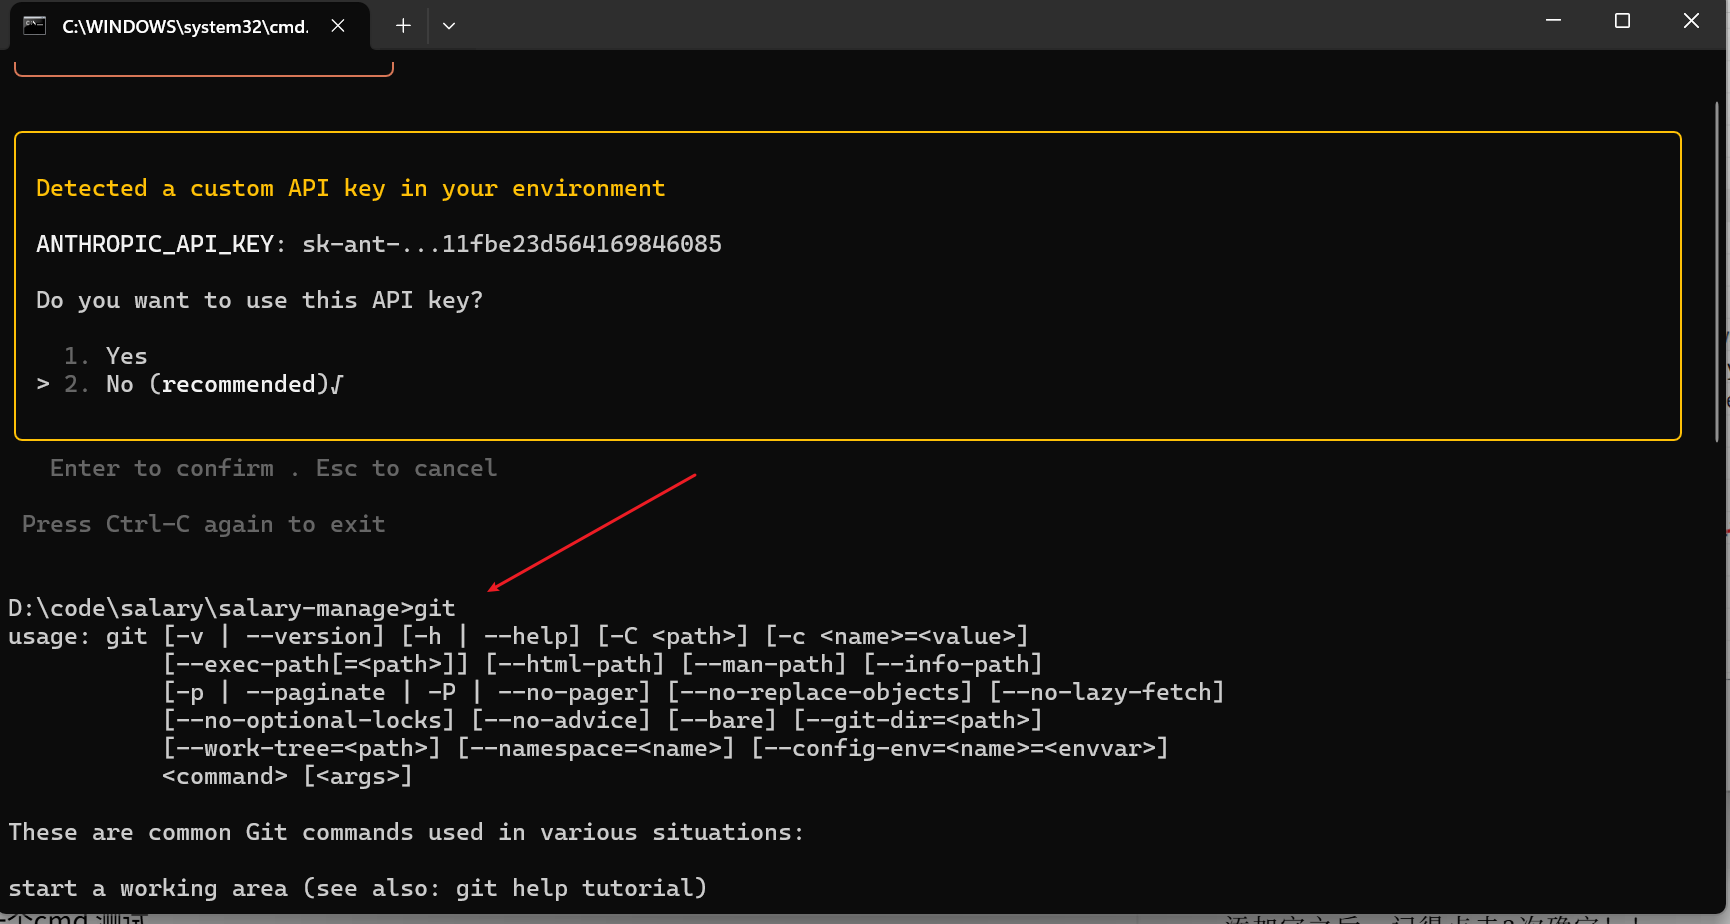 C:\WINDOWS\system32\cmd.
Detected a custom API key in your environment
ANTHROPIC_API_KEY: sk-ant-...11fbe23d564169846085
Do you want to use this API key?
1. Yes
> 2. No (recommended)√
Enter to confirm . Esc to cancel
Press Ctrl-C again to exit
D:\code\salary\salary-manage>git
usage: git [-v | --version] [-h | --help] [-C <path>] [-c <name>=<value>]
[--exec-path[=<path>]] [--html-path] [--man-path] [--info-path]
[-p | --paginate | -P | --no-pager] [--no-replace-objects] [--no-lazy-fetch]
[--no-optional-locks] [--no-advice] [--bare] [--git-dir=<path>]
[--work-tree=<path>] [--namespace=<name>] [--config-env=<name>=<envvar>]
<command> [<args>]
These are common Git commands used in various situations:
start a working area (see also: git help tutorial)